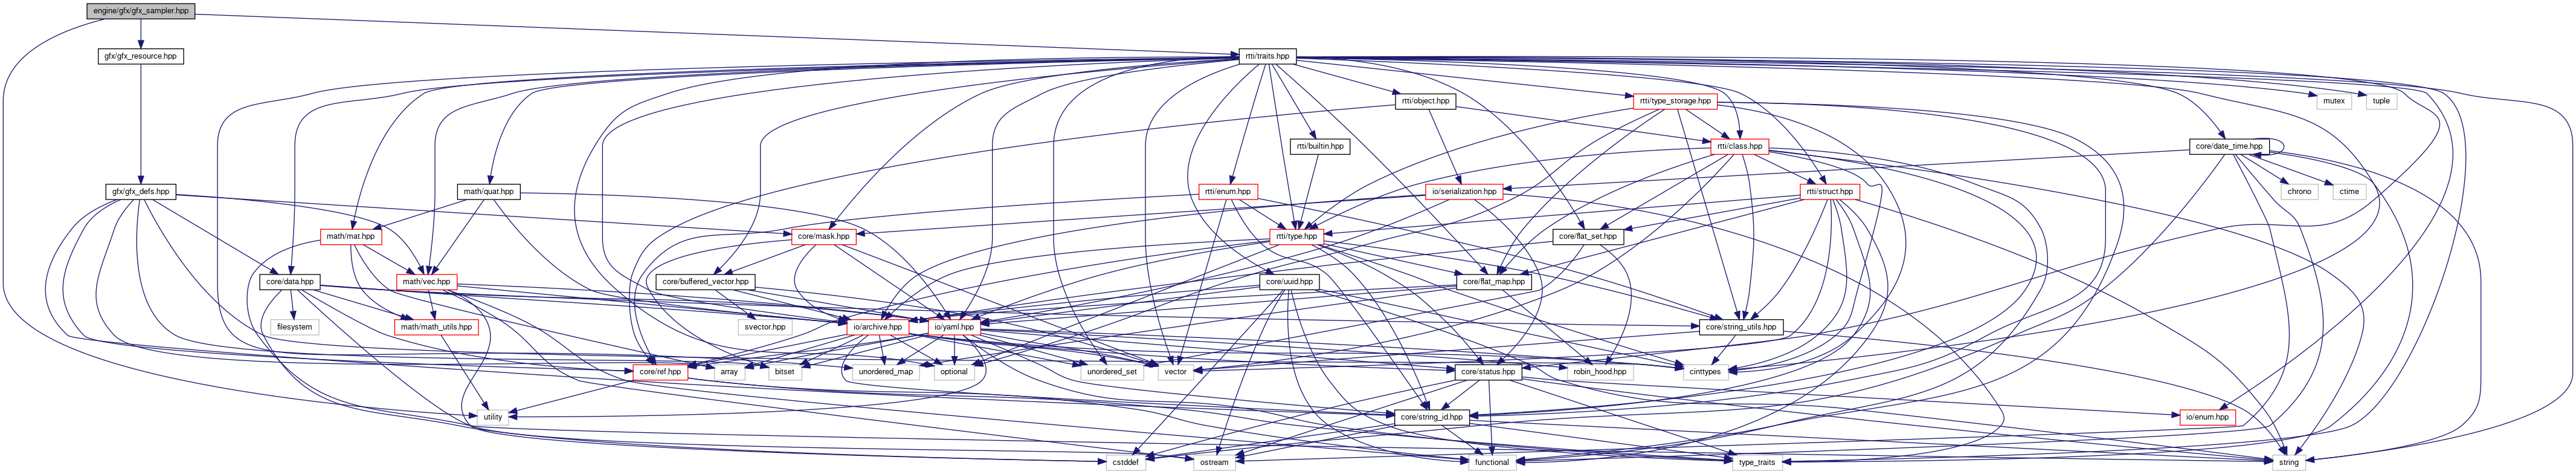 engine/gfx/gfx_sampler.hpp
gfx/gfx_resource.hpp
rtti/traits.hpp
rtti/type_storage.hpp
rtti/object.hpp
mutex
tuple
rtti/builtin.hpp
rtti/class.hpp
core/date_time.hpp
gfx/gfx_defs.hpp
math/quat.hpp
rtti/enum.hpp
io/serialization.hpp
rtti/struct.hpp
chrono
ctime
math/mat.hpp
core/mask.hpp
rtti/type.hpp
core/flat_set.hpp
core/data.hpp
math/vec.hpp
core/buffered_vector.hpp
core/uuid.hpp
core/flat_map.hpp
filesystem
math/math_utils.hpp
svector.hpp
io/archive.hpp
io/yaml.hpp
core/string_utils.hpp
core/ref.hpp
array
bitset
unordered_map
optional
unordered_set
vector
core/status.hpp
robin_hood.hpp
cinttypes
utility
core/string_id.hpp
io/enum.hpp
cstddef
ostream
functional
type_traits
string